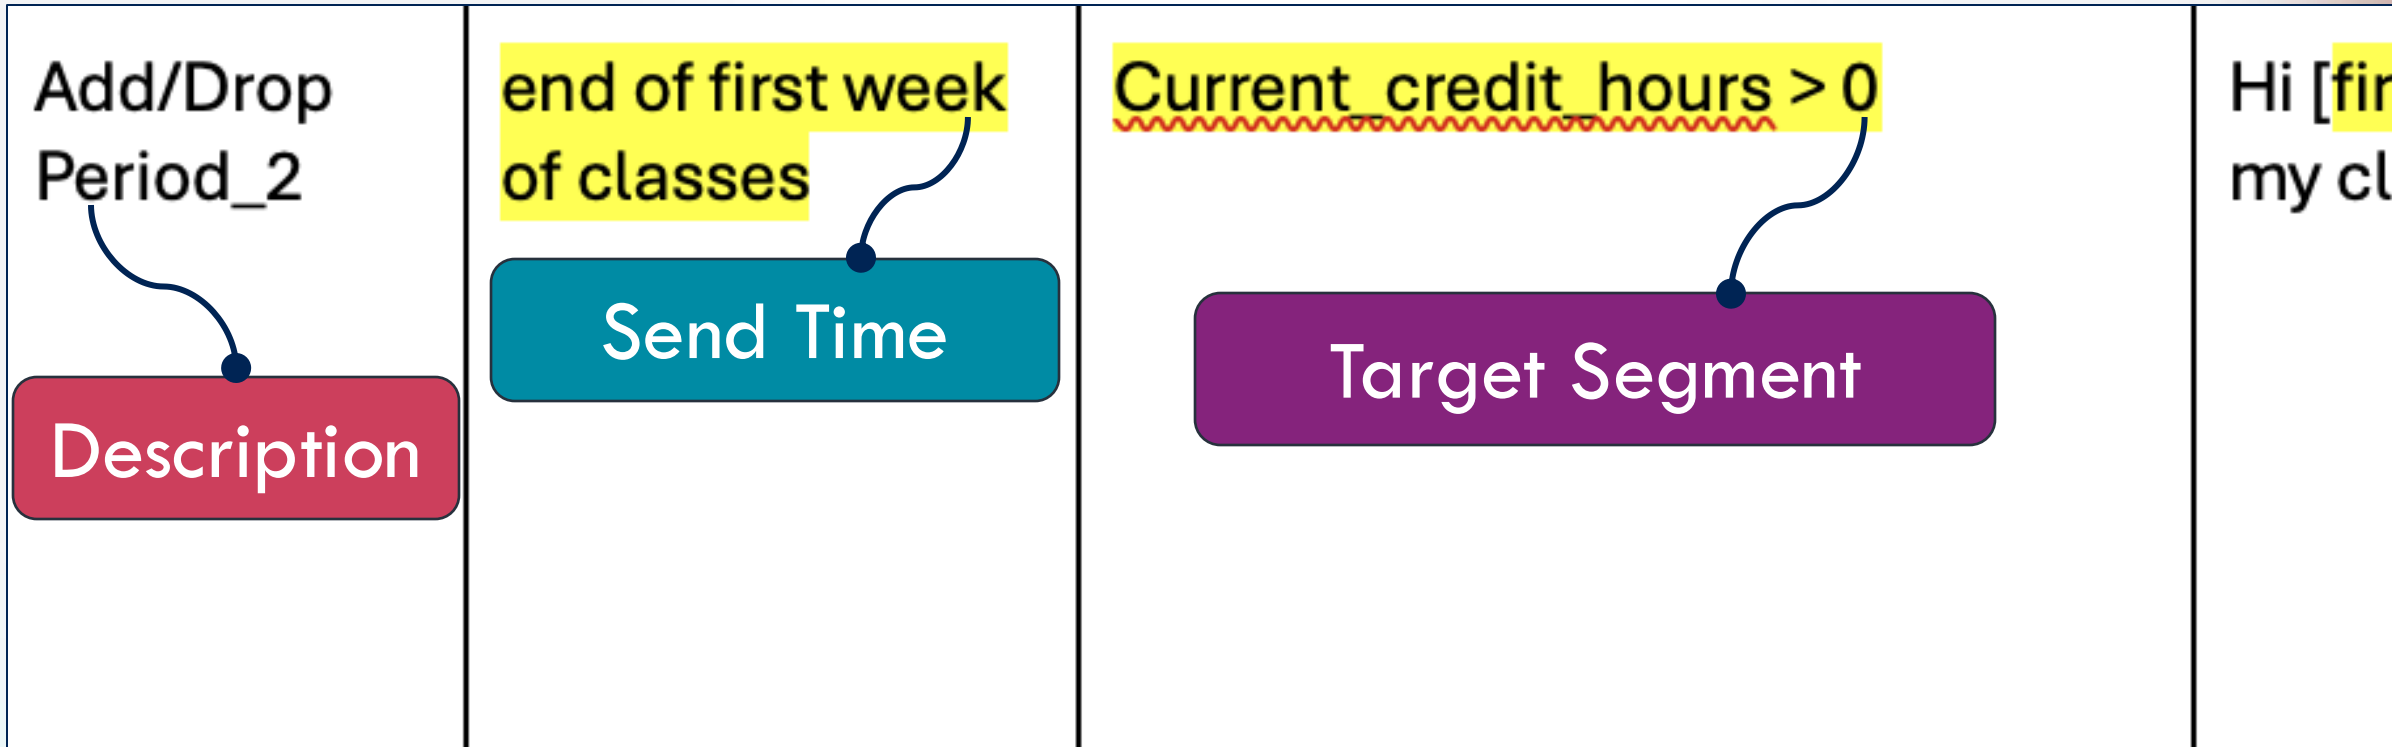 Add/Drop
Period_2
Description
end of first week
of classes
Send Time
Current_credit_hours > 0
Target Segment
Hi [
my